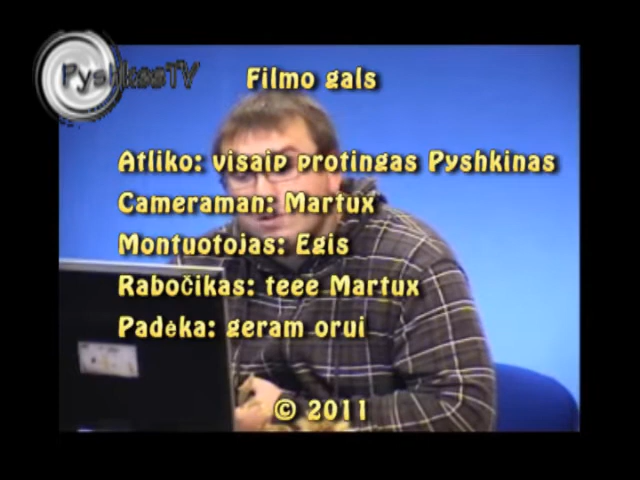 PyshkasTV
Filmo gals
Atliko: visaip protingas Pyshkinas
Cameraman: Martux
Montuotojas: Egis
Rabočikas: teee Martux
Padėka: geram orui
© 2011